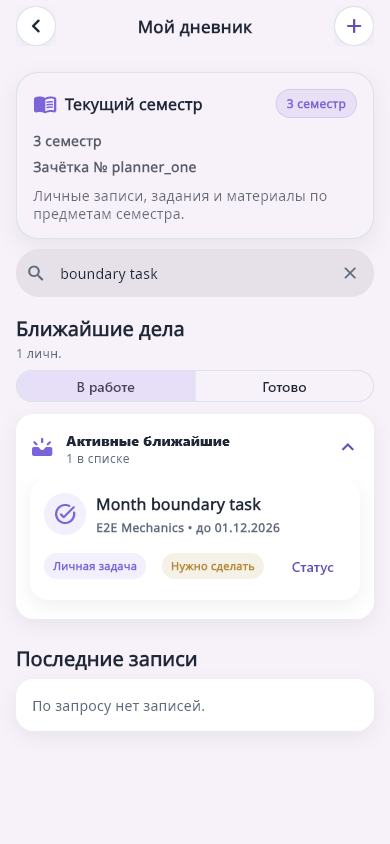 Мой дневник
Текущий семестр
3 семестр
3 семестр
Зачётка № planner_one
Личные записи, задания и материалы по
предметам семестра.
boundary task
Ближайшие дела
1 личн.
В работе
Готово
Активные ближайшие
1 в списке
Month boundary task
E2E Mechanics • до 01.12.2026
Личная задача
Нужно сделать
Статус
Последние записи
По запросу нет записей.